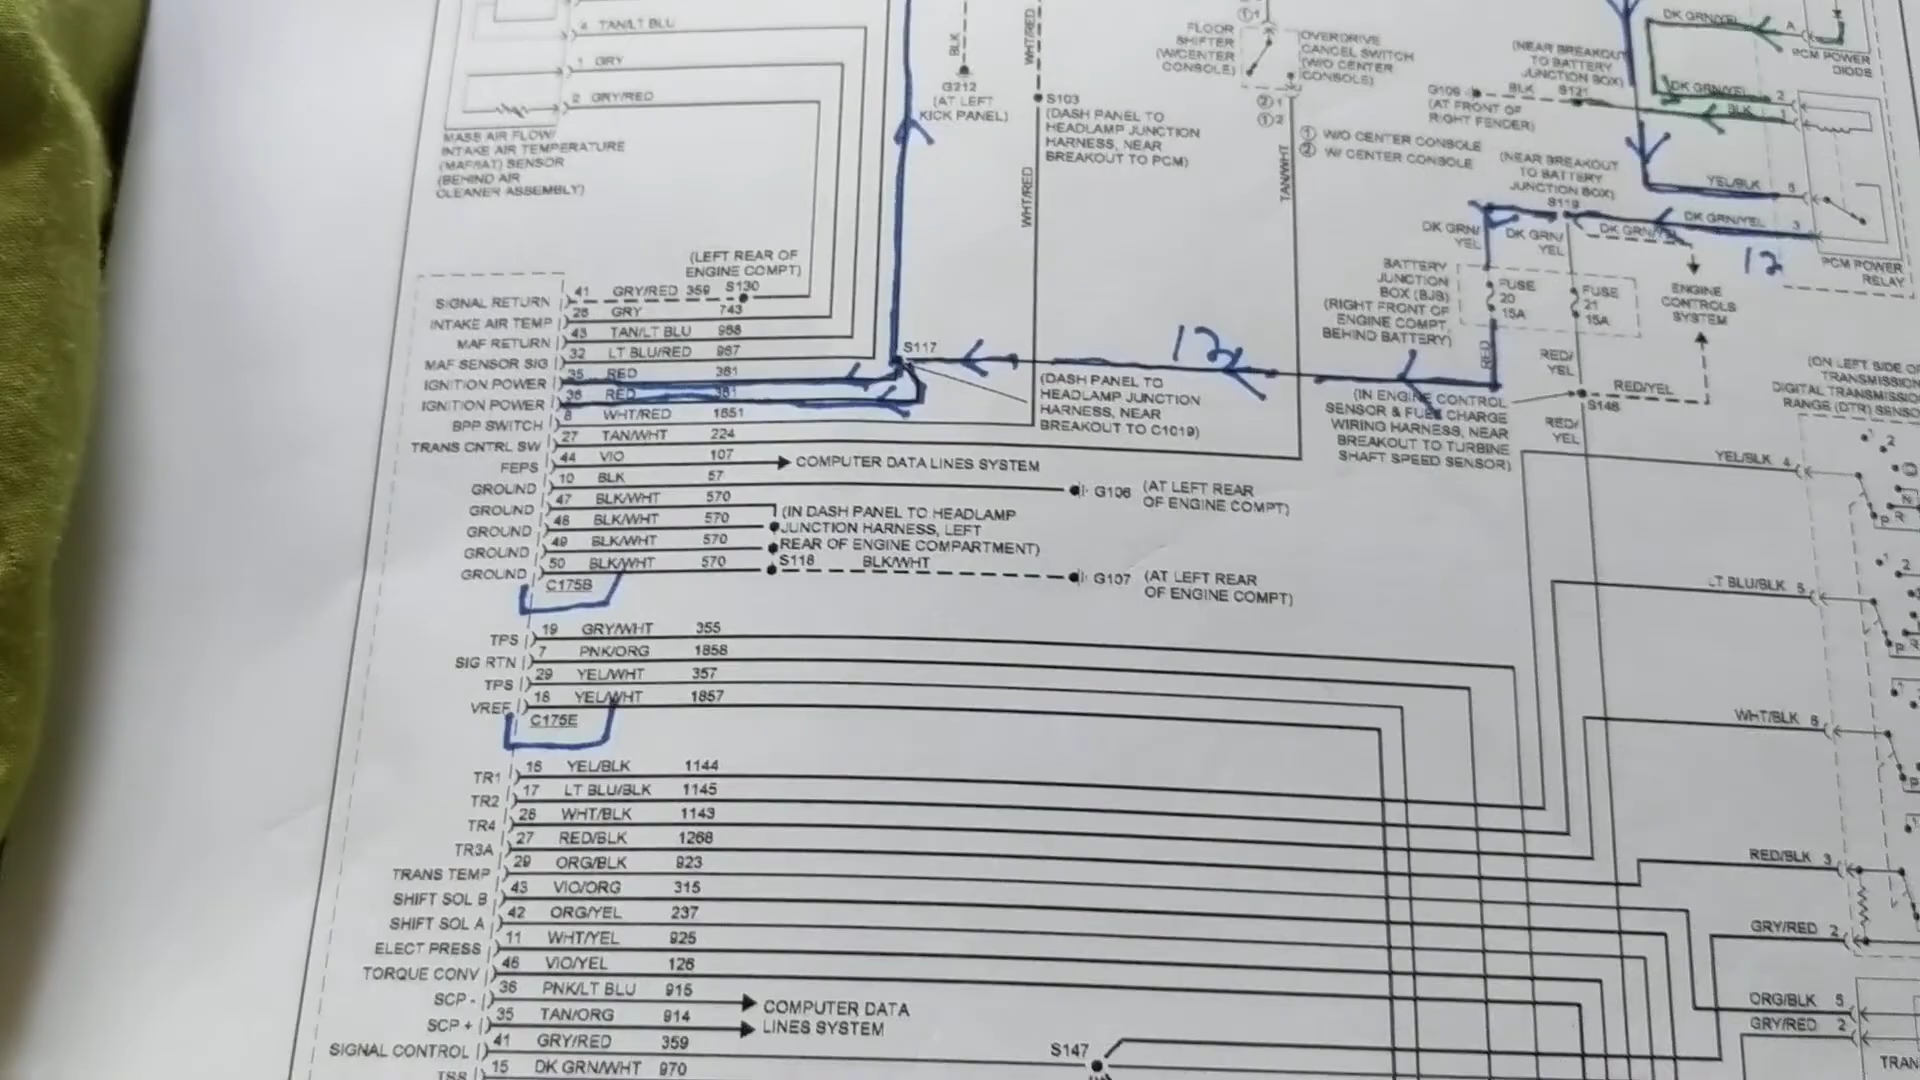 4 TAN/LT BLU
1 GRY
2 GRY/RED
MASS AIR FLOW/
INTAKE AIR TEMPERATURE
(MAF/IAT) SENSOR
(BEHIND AIR
CLEANER ASSEMBLY)
BLK
G212
(AT LEFT
KICK PANEL)
WHT/RED
S103
(DASH PANEL TO
HEADLAMP JUNCTION
HARNESS, NEAR
BREAKOUT TO PCM)
WHT/RED
FLOOR
SHIFTER
(W/CENTER
CONSOLE)
① 1
OVERDRIVE
CANCEL SWITCH
(W/O CENTER
CONSOLE)
② 1
① 2
TAN/WHT
① W/O CENTER CONSOLE
② W/ CENTER CONSOLE
(NEAR BREAKOUT
TO BATTERY
JUNCTION BOX)
G106 BLK S121
(AT FRONT OF
RIGHT FENDER)
DK GRN/YEL A
PCM POWER
DIODE
DK GRN/YEL 2
BLK 1
(NEAR BREAKOUT
TO BATTERY
JUNCTION BOX)
YEL/BLK 5
S119
DK GRN/YEL 3
DK GRN/YEL
12
PCM POWER
RELAY
DK GRN/
YEL
DK GRN/
YEL
BATTERY
JUNCTION
BOX (BJB)
(RIGHT FRONT OF
ENGINE COMPT,
BEHIND BATTERY)
FUSE
20
15A
FUSE
21
15A
ENGINE
CONTROLS
SYSTEM
RED
RED/
YEL
RED/YEL
S146
RED/
YEL
12
(IN ENGINE CONTROL
SENSOR & FUEL CHARGE
WIRING HARNESS, NEAR
BREAKOUT TO TURBINE
SHAFT SPEED SENSOR)
S117
(DASH PANEL TO
HEADLAMP JUNCTION
HARNESS, NEAR
BREAKOUT TO C1019)
(LEFT REAR OF
ENGINE COMPT)
SIGNAL RETURN 41 GRY/RED 359 S130
INTAKE AIR TEMP 26 GRY 743
MAF RETURN 43 TAN/LT BLU 968
MAF SENSOR SIG 32 LT BLU/RED 967
IGNITION POWER 35 RED 361
IGNITION POWER 36 RED 361
BPP SWITCH 8 WHT/RED 1651
TRANS CNTRL SW 27 TAN/WHT 224
FEPS 44 VIO 107 COMPUTER DATA LINES SYSTEM
GROUND 10 BLK 57 G106 (AT LEFT REAR
OF ENGINE COMPT)
GROUND 47 BLK/WHT 570
GROUND 48 BLK/WHT 570
GROUND 49 BLK/WHT 570
GROUND 50 BLK/WHT 570
(IN DASH PANEL TO HEADLAMP
JUNCTION HARNESS, LEFT
REAR OF ENGINE COMPARTMENT)
S118 BLK/WHT G107 (AT LEFT REAR
OF ENGINE COMPT)
C175B
TPS 19 GRY/WHT 355
SIG RTN 7 PNK/ORG 1858
TPS 29 YEL/WHT 357
VREF 18 YEL/WHT 1857
C175E
TR1 16 YEL/BLK 1144
TR2 17 LT BLU/BLK 1145
TR4 28 WHT/BLK 1143
TR3A 27 RED/BLK 1268
TRANS TEMP 29 ORG/BLK 923
SHIFT SOL B 43 VIO/ORG 315
SHIFT SOL A 42 ORG/YEL 237
ELECT PRESS 11 WHT/YEL 925
TORQUE CONV 46 VIO/YEL 126
SCP - 36 PNK/LT BLU 915
SCP + 35 TAN/ORG 914
COMPUTER DATA
LINES SYSTEM
SIGNAL CONTROL 41 GRY/RED 359
S147
TSS 15 DK GRN/WHT 970
(ON LEFT SIDE OF
TRANSMISSION)
DIGITAL TRANSMISSION
RANGE (DTR) SENSOR
YEL/BLK 4
LT BLU/BLK 5
WHT/BLK 6
RED/BLK 3
GRY/RED 2
ORG/BLK 5
GRY/RED 2
TRAN